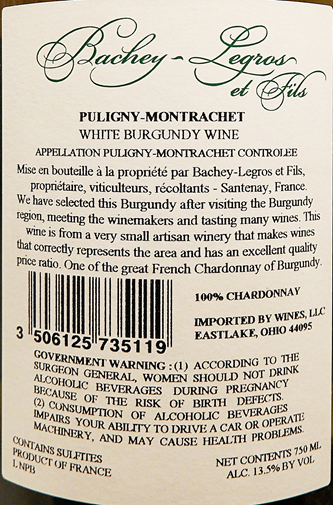 Bachey-Legros
et Fils
PULIGNY-MONTRACHET
WHITE BURGUNDY WINE
APPELLATION PULIGNY-MONTRACHET CONTROLEE
Mise en bouteille à la propriété par Bachey-Legros et Fils,
propriétaire, viticulteurs, récoltants - Santenay, France.
We have selected this Burgundy after visiting the Burgundy
region, meeting the winemakers and tasting many wines. This
wine is from a very small artisan winery that makes wines
that correctly represents the area and has an excellent quality
price ratio. One of the great French Chardonnay of Burgundy.
100% CHARDONNAY
IMPORTED BY WINES, LLC
EASTLAKE, OHIO 44095
3 506125 735119
GOVERNMENT WARNING : (1) ACCORDING TO THE
SURGEON GENERAL, WOMEN SHOULD NOT DRINK
ALCOHOLIC BEVERAGES DURING PREGNANCY
BECAUSE OF THE RISK OF BIRTH DEFECTS.
(2) CONSUMPTION OF ALCOHOLIC BEVERAGES
IMPAIRS YOUR ABILITY TO DRIVE A CAR OR OPERATE
MACHINERY, AND MAY CAUSE HEALTH PROBLEMS.
CONTAINS SULFITES
PRODUCT OF FRANCE
L NPB
NET CONTENTS 750 ML
ALC. 13.5% BY VOL